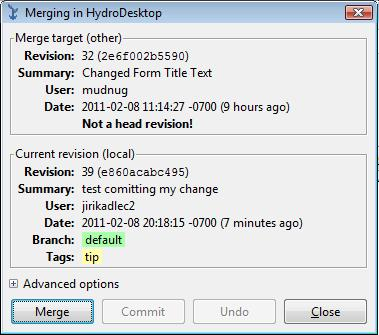 Merging in HydroDesktop
Merge target (other)
Revision: 32 (2e6f002b5590)
Summary: Changed Form Title Text
User: mudnug
Date: 2011-02-08 11:14:27 -0700 (9 hours ago)
Not a head revision!
Current revision (local)
Revision: 39 (e860acabc495)
Summary: test comitting my change
User: jirikadlec2
Date: 2011-02-08 20:18:15 -0700 (7 minutes ago)
Branch: default
Tags: tip
Advanced options
Merge Commit Undo Close